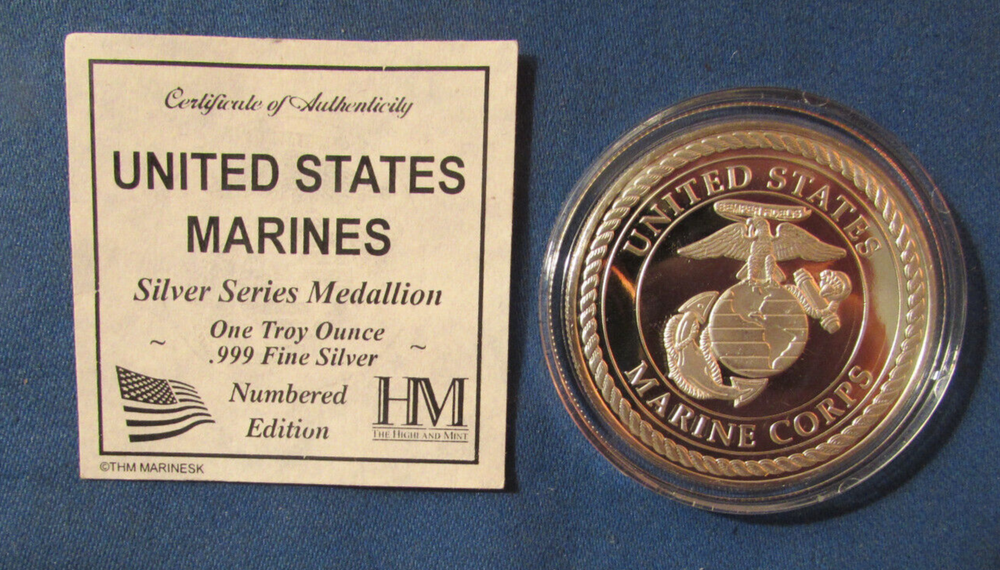 Certificate of Authenticity
UNITED STATES
MARINES
Silver Series Medallion
One Troy Ounce
~ .999 Fine Silver ~
Numbered
Edition
HM
THE HIGHLAND MINT
©THM MARINESK
UNITED STATES
SEMPER FIDELIS
MARINE CORPS